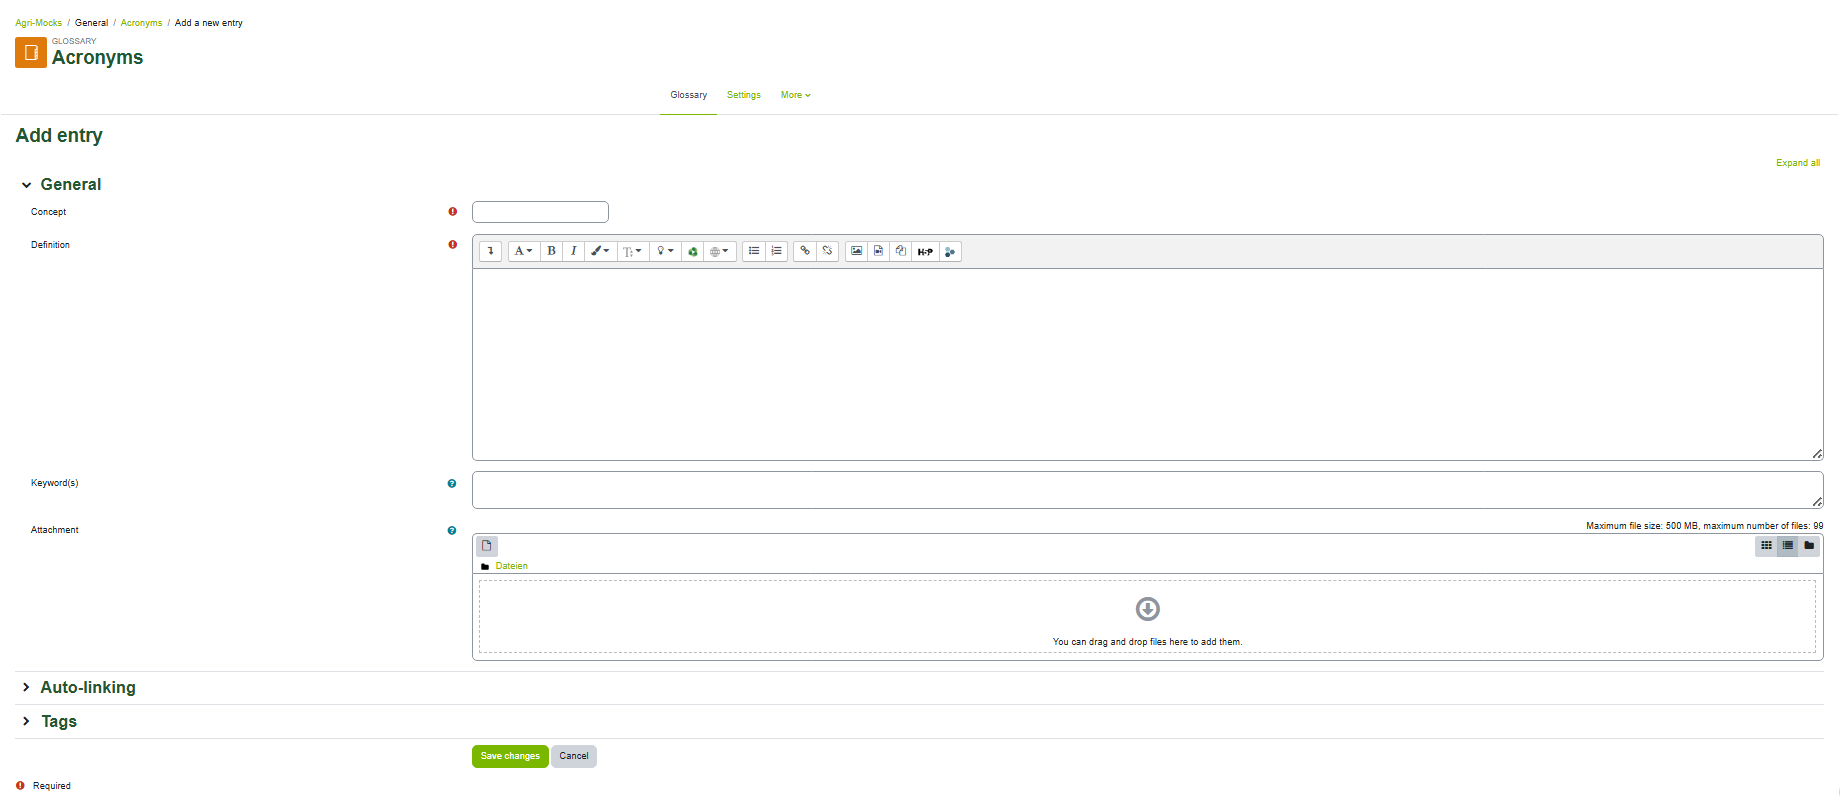 Agri-Mocks / General / Acronyms / Add a new entry
GLOSSARY
Acronyms
Glossary Settings More
Add entry
Expand all
General
Concept
Definition
A B I T H-P
Keyword(s)
Attachment
Maximum file size: 500 MB, maximum number of files: 99
Dateien
You can drag and drop files here to add them.
Auto-linking
Tags
Save changes Cancel
Required